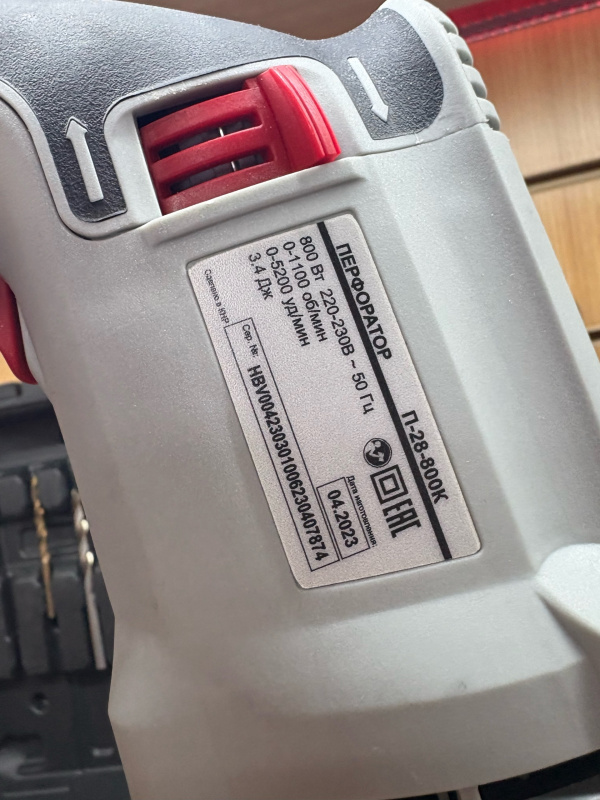 ПЕРФОРАТОР П-28-800К
800 Вт 220-230В ~ 50 Гц
0-1100 об/мин
0-5200 уд/мин
3.4 Дж
EAC
Дата изготовления:
04.2023
Сделано в КНР
Сер. №:
HBV004230301006230407874